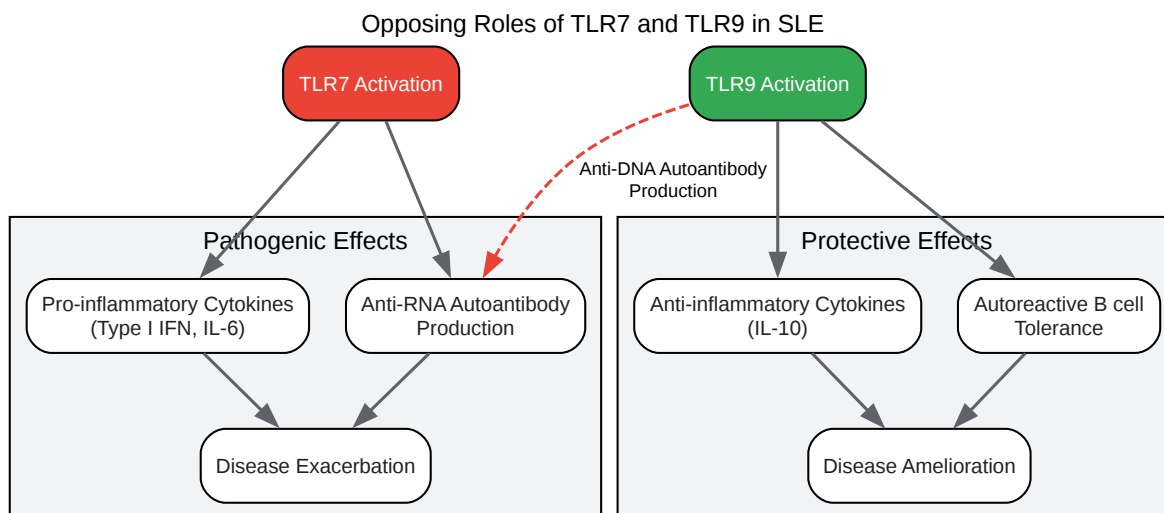 Opposing Roles of TLR7 and TLR9 in SLE
TLR7 Activation
TLR9 Activation
Anti-DNA Autoantibody
Production
Pathogenic Effects
Protective Effects
Pro-inflammatory Cytokines
(Type I IFN, IL-6)
Anti-RNA Autoantibody
Production
Anti-inflammatory Cytokines
(IL-10)
Autoreactive B cell
Tolerance
Disease Exacerbation
Disease Amelioration